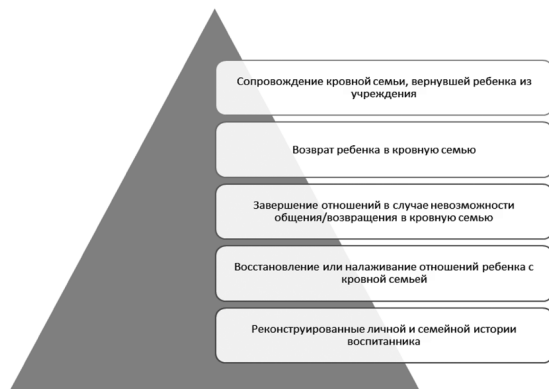 Сопровождение кровной семьи, вернувшей ребенка из
учреждения
Возврат ребенка в кровную семью
Завершение отношений в случае невозможности
общения/возвращения в кровную семью
Восстановление или налаживание отношений ребенка с
кровной семьей
Реконструированные личной и семейной истории
воспитанника